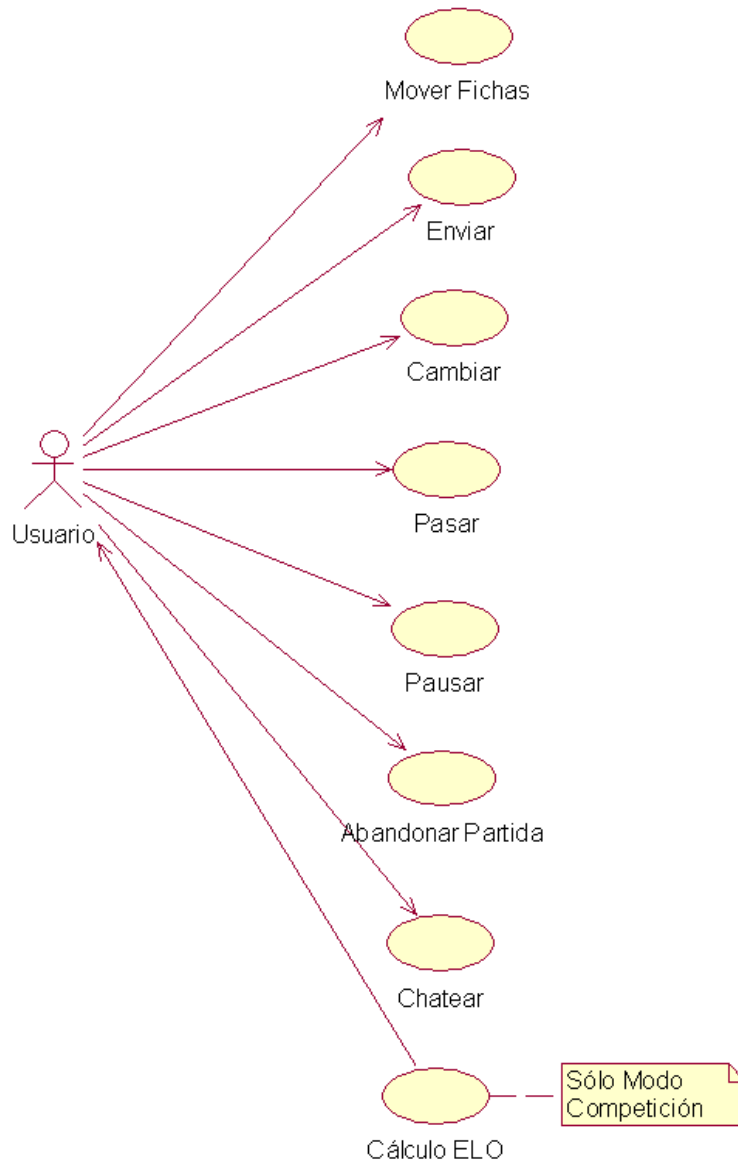 Mover Fichas
Enviar
Cambiar
Pasar
Usuario
Pausar
Abandonar Partida
Chatear
Sólo Modo
Competición
Cálculo ELO